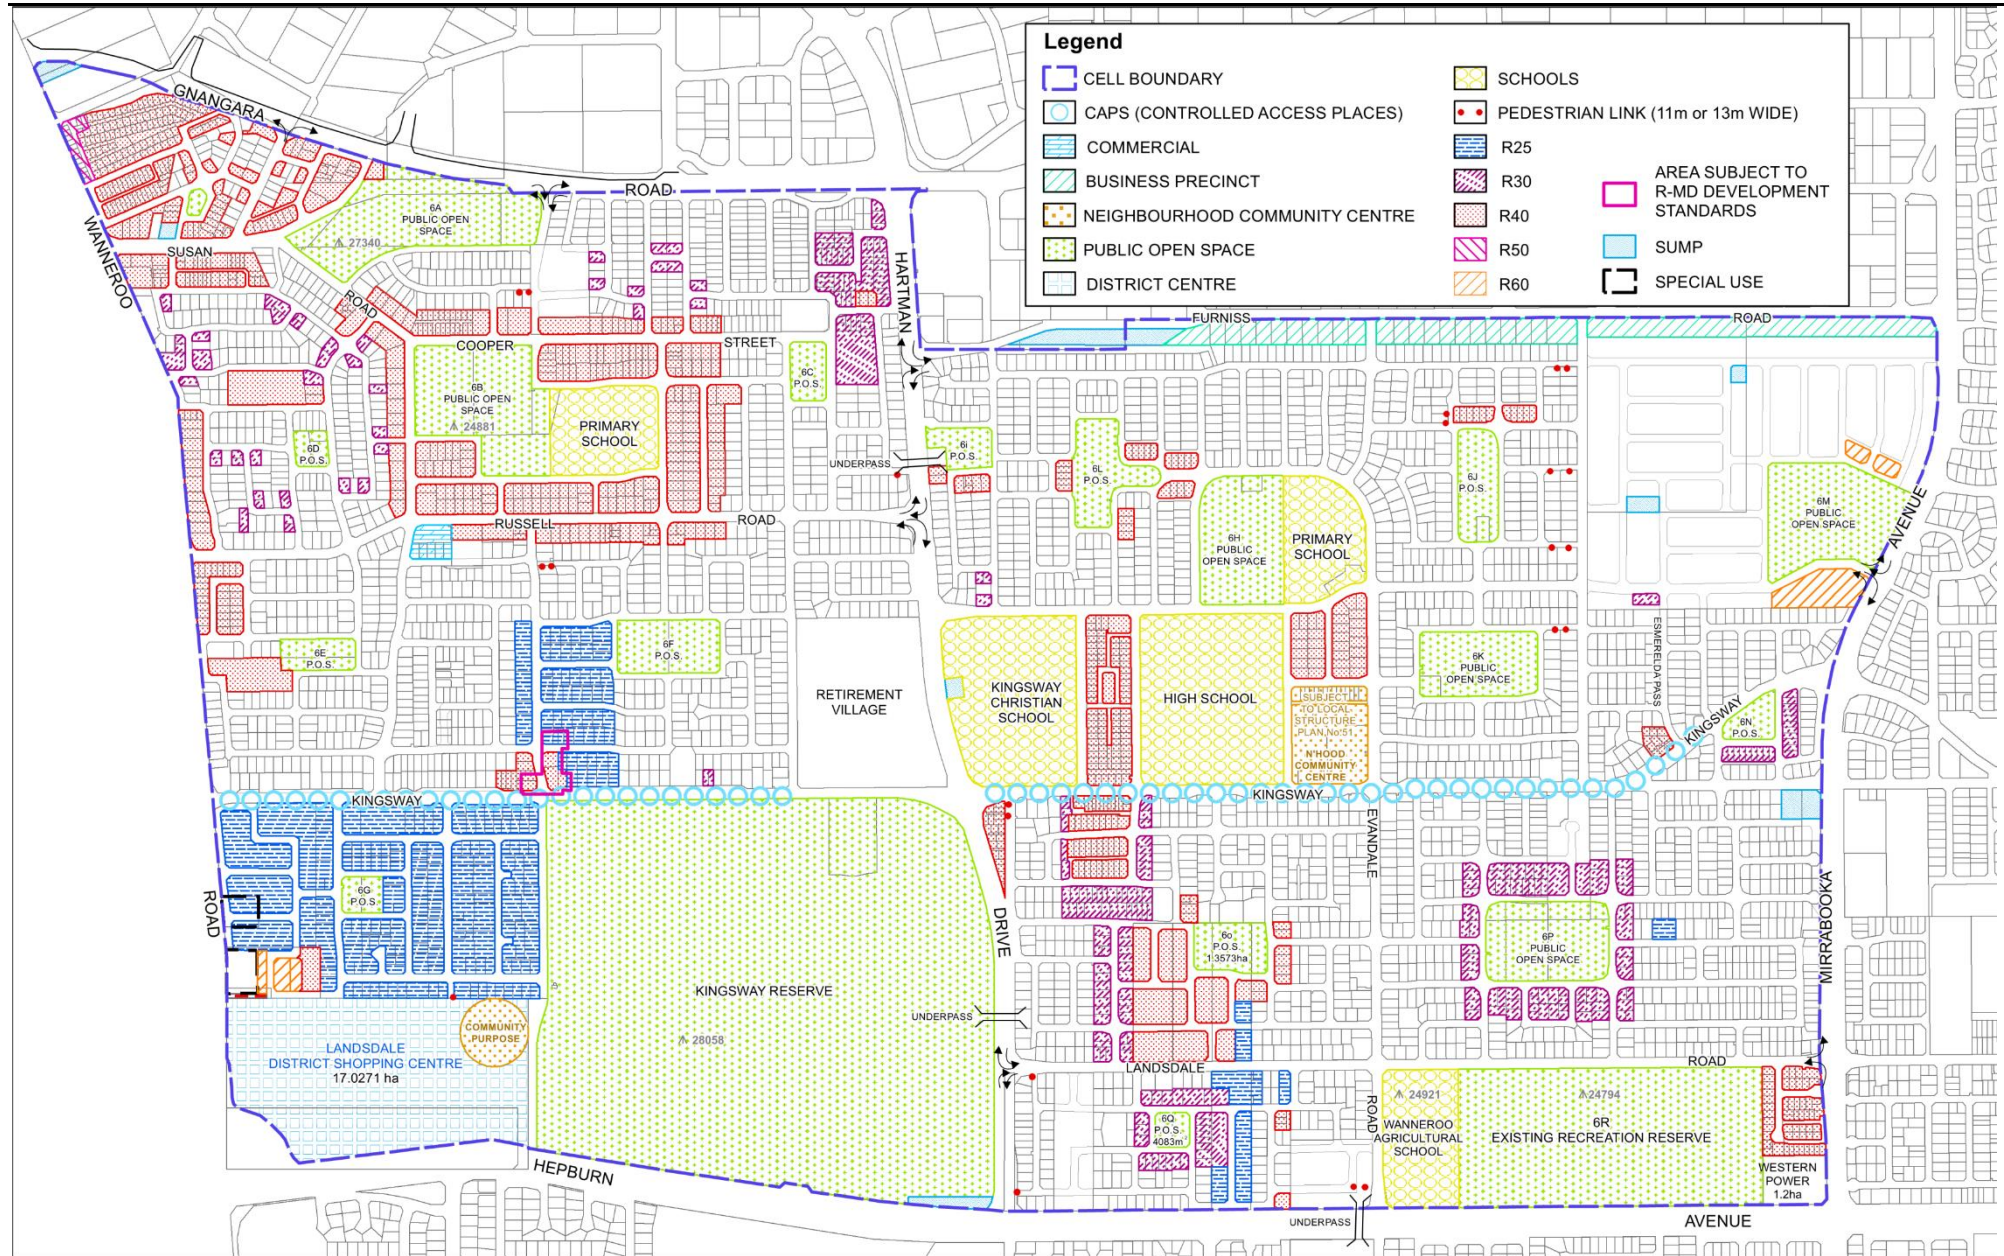 Legend
CELL BOUNDARY
CAPS (CONTROLLED ACCESS PLACES)
COMMERCIAL
BUSINESS PRECINCT
NEIGHBOURHOOD COMMUNITY CENTRE
PUBLIC OPEN SPACE
DISTRICT CENTRE
SCHOOLS
PEDESTRIAN LINK (11m or 13m WIDE)
R25
R30
R40
R50
R60
AREA SUBJECT TO
R-MD DEVELOPMENT
STANDARDS
SUMP
SPECIAL USE
GNANGARA
ROAD
WANNEROO
SUSAN
ROAD
6A
PUBLIC OPEN
SPACE
27340
HARTMAN
FURNISS
ROAD
COOPER
STREET
6B
PUBLIC OPEN
SPACE
24881
PRIMARY
SCHOOL
6C
P.O.S.
6D
P.O.S.
UNDERPASS
6i
P.O.S.
6L
P.O.S.
6J
P.O.S.
6M
PUBLIC
OPEN SPACE
AVENUE
RUSSELL
ROAD
6H
PUBLIC
OPEN SPACE
PRIMARY
SCHOOL
6E
P.O.S.
6F
P.O.S.
RETIREMENT
VILLAGE
KINGSWAY
CHRISTIAN
SCHOOL
HIGH SCHOOL
SUBJECT
TO LOCAL
STRUCTURE
PLAN No.51
N'HOOD
COMMUNITY
CENTRE
6K
PUBLIC
OPEN SPACE
ESMERELDA PASS
KINGSWAY
6N
P.O.S.
KINGSWAY
KINGSWAY
EVANDALE
6G
P.O.S.
ROAD
DRIVE
6o
P.O.S.
1.3573ha
6P
PUBLIC
OPEN SPACE
MIRRABOOKA
KINGSWAY RESERVE
28058
UNDERPASS
COMMUNITY
PURPOSE
LANDSDALE
DISTRICT SHOPPING CENTRE
17.0271 ha
LANDSDALE
ROAD
6Q
P.O.S.
4083m²
ROAD
24921
WANNEROO
AGRICULTURAL
SCHOOL
24794
6R
EXISTING RECREATION RESERVE
WESTERN
POWER
1.2ha
HEPBURN
UNDERPASS
AVENUE